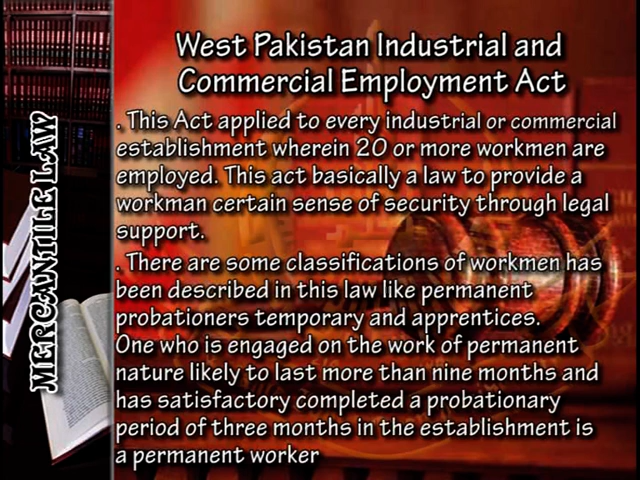 West Pakistan Industrial and
Commercial Employment Act
. This Act applied to every industrial or commercial
establishment wherein 20 or more workmen are
employed. This act basically a law to provide a
workman certain sense of security through legal
support.
. There are some classifications of workmen has
been described in this law like permanent
probationers temporary and apprentices.
One who is engaged on the work of permanent
nature likely to last more than nine months and
has satisfactory completed a probationary
period of three months in the establishment is
a permanent worker
MERCANTILE LAW